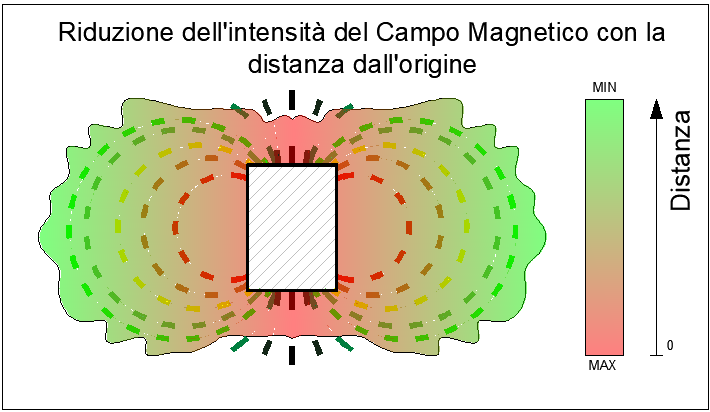 Riduzione dell'intensità del Campo Magnetico con la
distanza dall'origine
MIN
Distanza
0
MAX